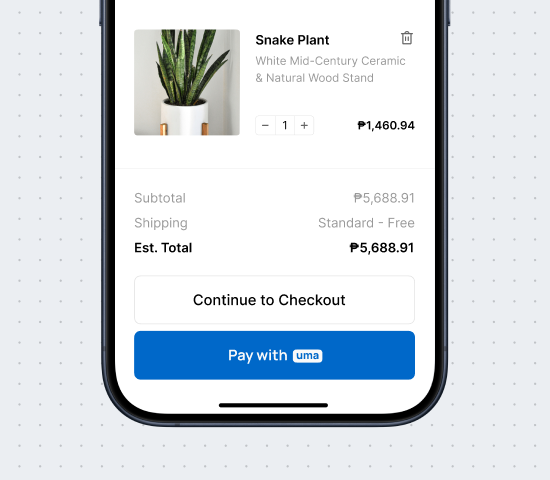 Snake Plant
White Mid-Century Ceramic
& Natural Wood Stand
− 1 + ₱1,460.94
Subtotal ₱5,688.91
Shipping Standard - Free
Est. Total ₱5,688.91
Continue to Checkout
Pay with uma